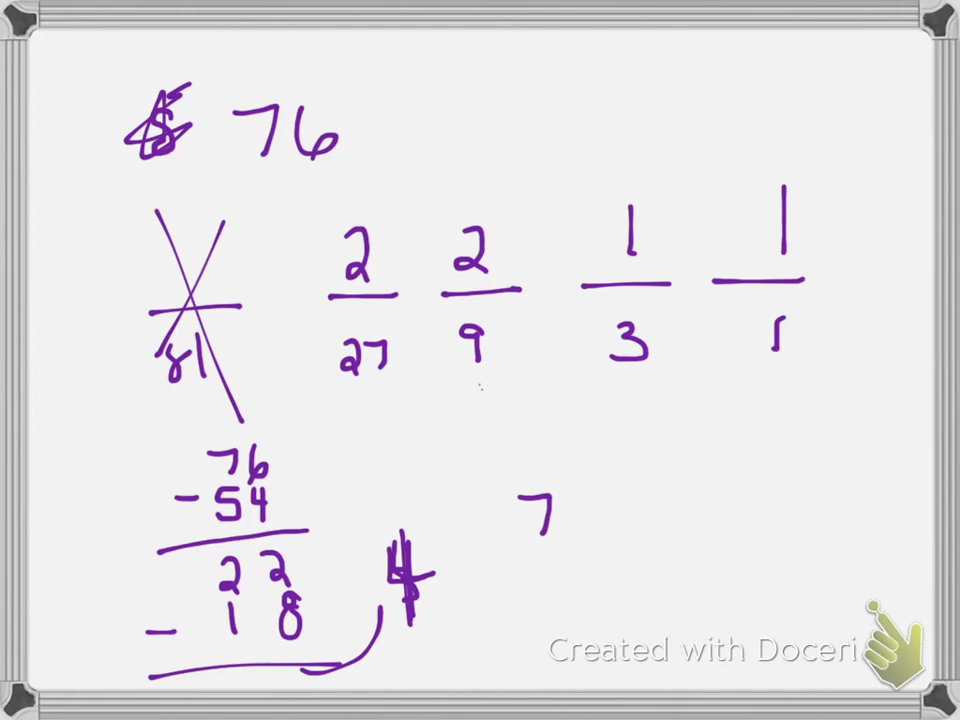 76
2 2 1 1
81 27 9 3 1
76
- 54
22
- 18
4
7
Created with Doceri